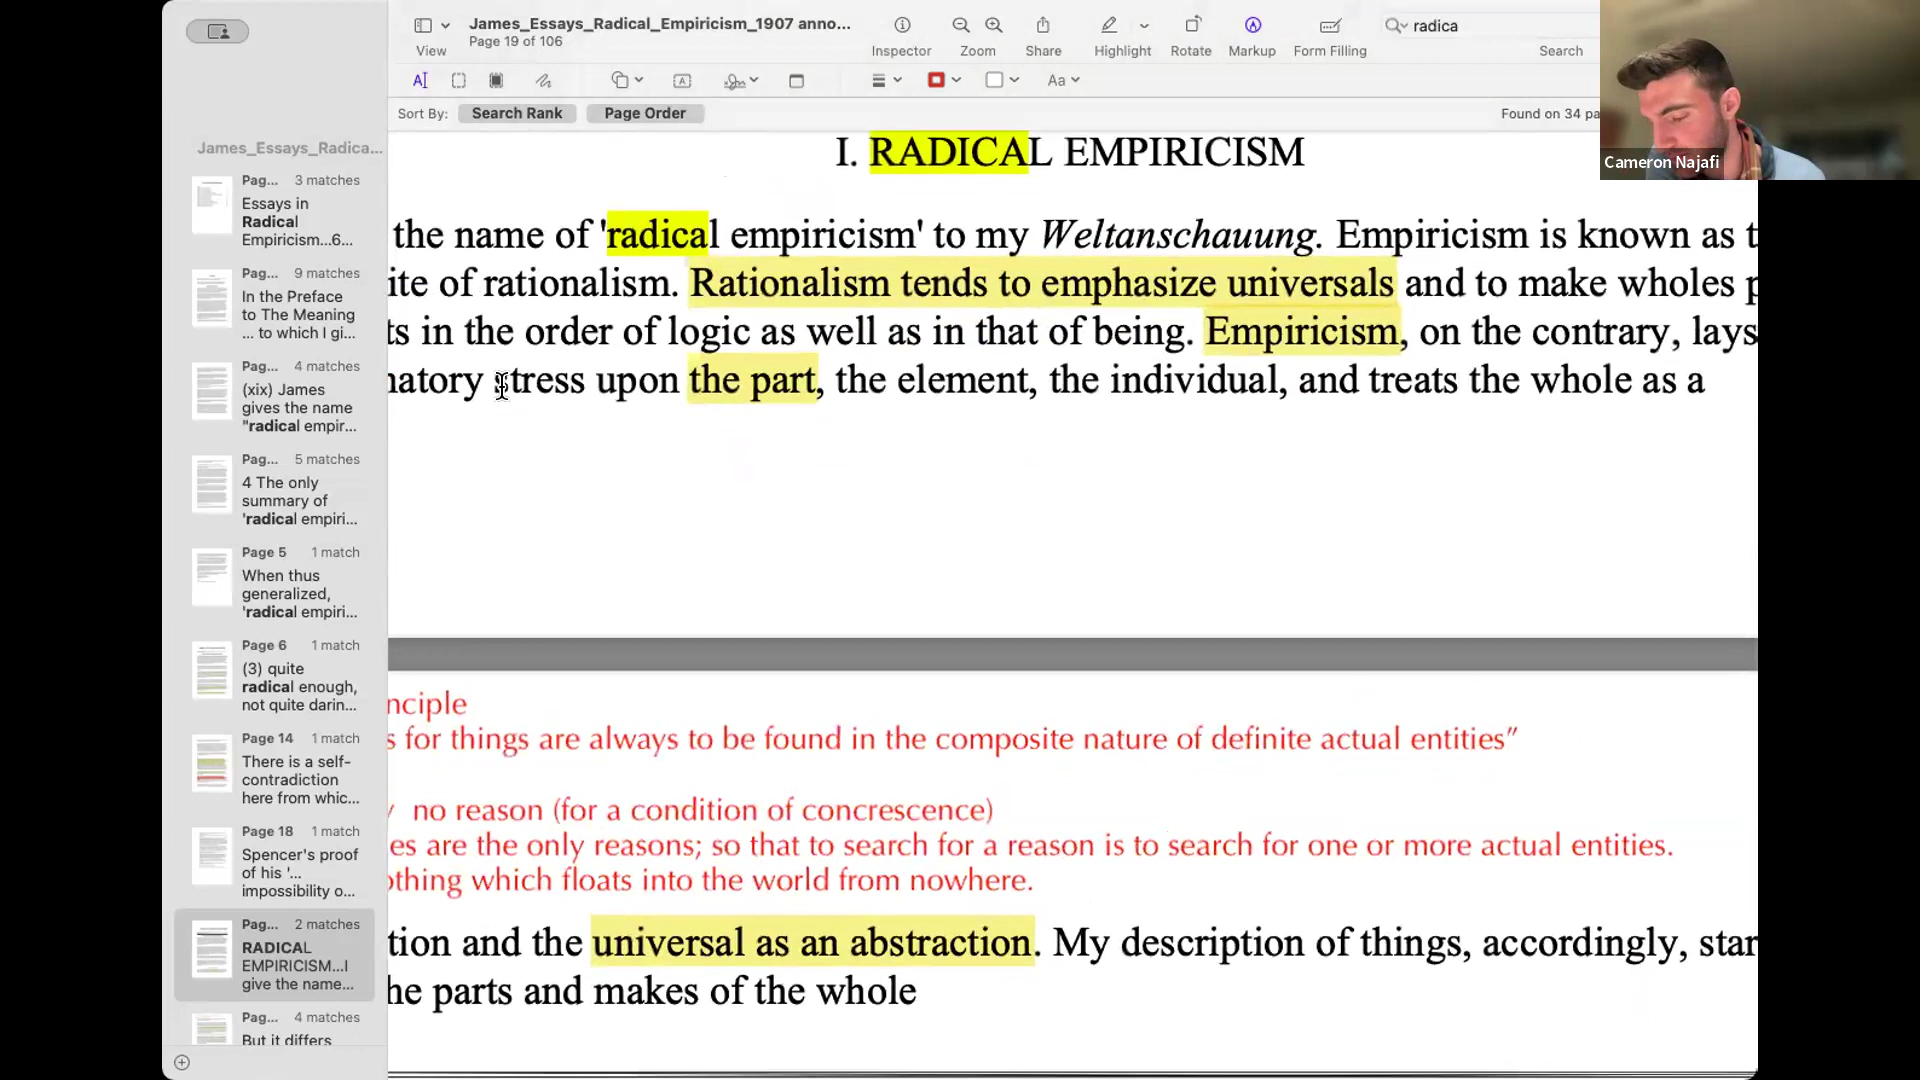 James_Essays_Radical_Empiricism_1907 anno...
Page 19 of 106
View
Inspector
Zoom
Share
Highlight
Rotate
Markup
Form Filling
radica
Search
Sort By:
Search Rank
Page Order
Found on 34
James_Essays_Radica...
Pag... 3 matches
Essays in
Radical
Empiricism...6...
Pag... 9 matches
In the Preface
to The Meaning
... to which I gi...
Pag... 4 matches
(xix) James
gives the name
"radical empir...
Pag... 5 matches
4 The only
summary of
'radical empiri...
Page 5 1 match
When thus
generalized,
'radical empiri...
Page 6 1 match
(3) quite
radical enough,
not quite darin...
Page 14 1 match
There is a self-
contradiction
here from whic...
Page 18 1 match
Spencer's proof
of his '...
impossibility o...
Pag... 2 matches
RADICAL
EMPIRICISM...I
give the name...
Pag... 4 matches
But it differs
Cameron Najafi
I. RADICAL EMPIRICISM
the name of 'radical empiricism' to my Weltanschauung. Empiricism is known as t
ite of rationalism. Rationalism tends to emphasize universals and to make wholes p
ts in the order of logic as well as in that of being. Empiricism, on the contrary, lays
natory stress upon the part, the element, the individual, and treats the whole as a
nciple
s for things are always to be found in the composite nature of definite actual entities”
no reason (for a condition of concrescence)
es are the only reasons; so that to search for a reason is to search for one or more actual entities.
othing which floats into the world from nowhere.
tion and the universal as an abstraction. My description of things, accordingly, star
he parts and makes of the whole